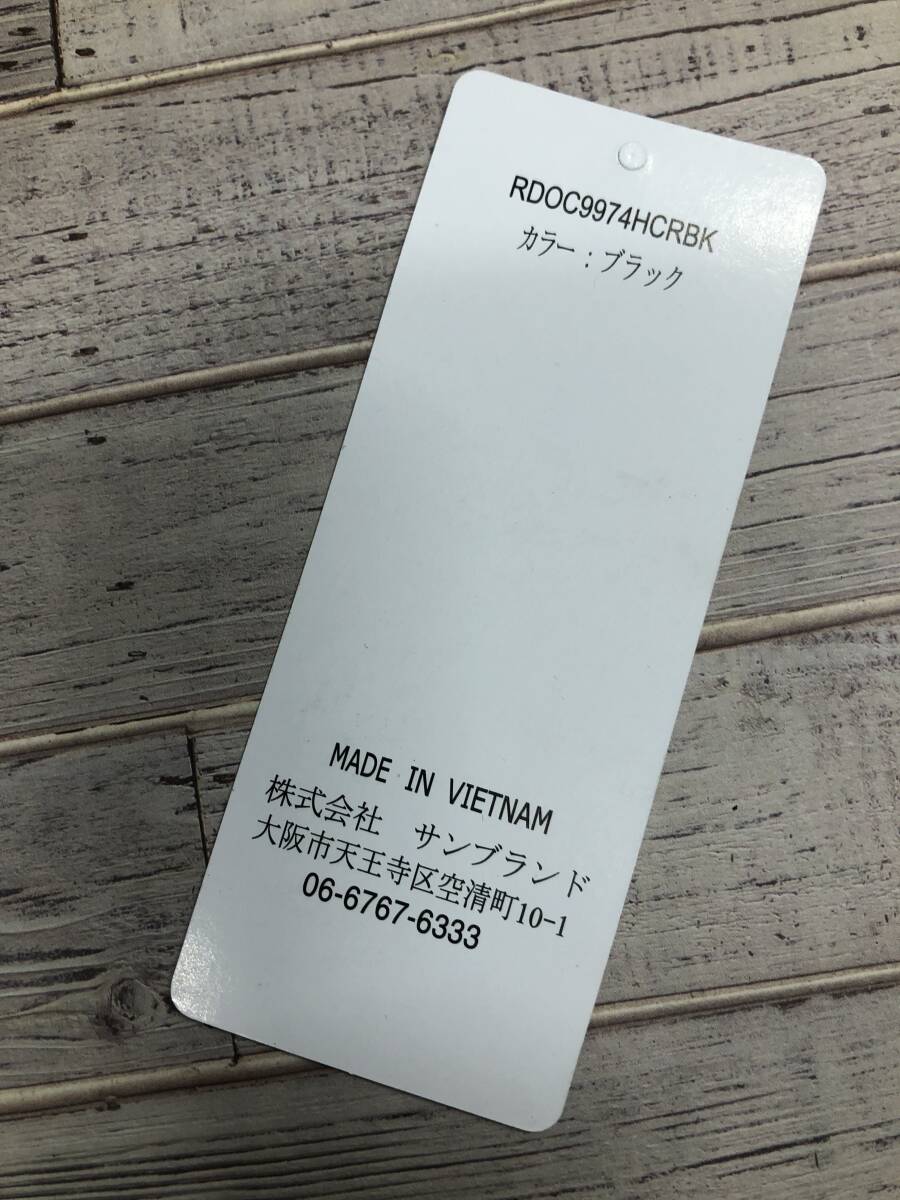 RDOC9974HCRBK
カラー：ブラック
MADE IN VIETNAM
株式会社　サンブランド
大阪市天王寺区空清町10-1
06-6767-6333